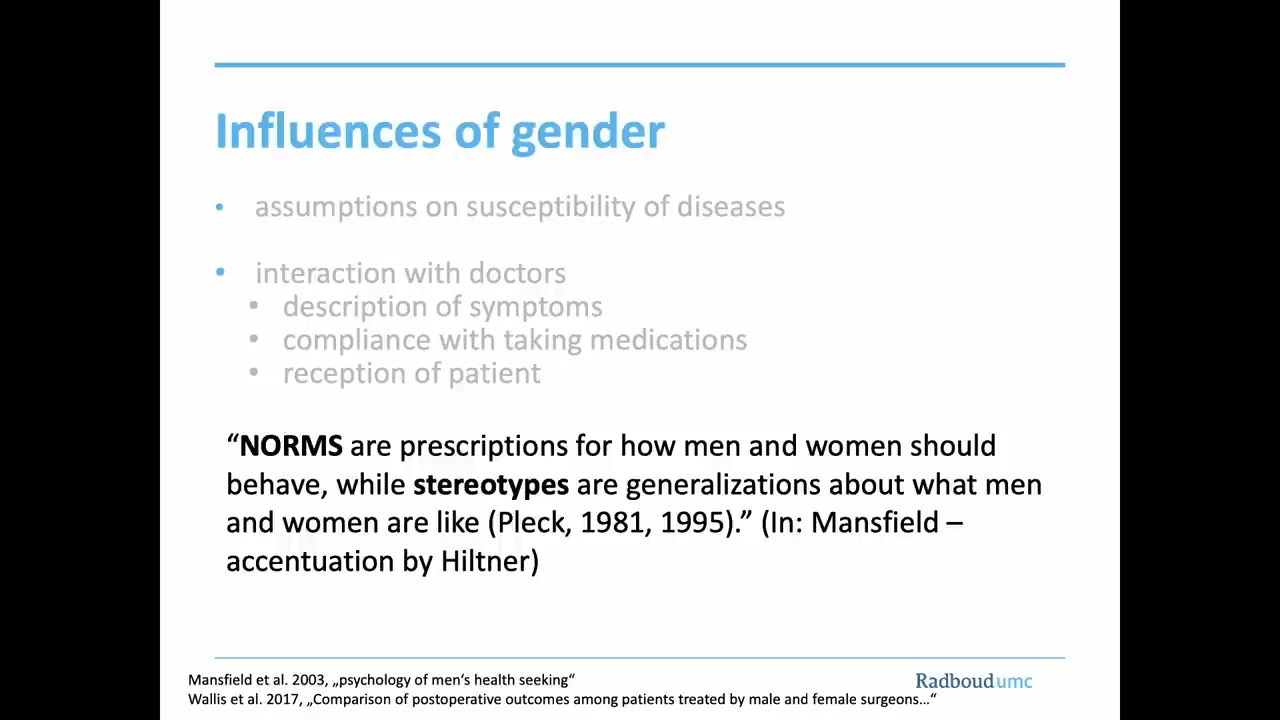 Influences of gender
• assumptions on susceptibility of diseases
• interaction with doctors
• description of symptoms
• compliance with taking medications
• reception of patient
“NORMS are prescriptions for how men and women should
behave, while stereotypes are generalizations about what men
and women are like (Pleck, 1981, 1995).” (In: Mansfield –
accentuation by Hiltner)
Mansfield et al. 2003, „psychology of men‘s health seeking“
Wallis et al. 2017, „Comparison of postoperative outcomes among patients treated by male and female surgeons…“
Radboudumc